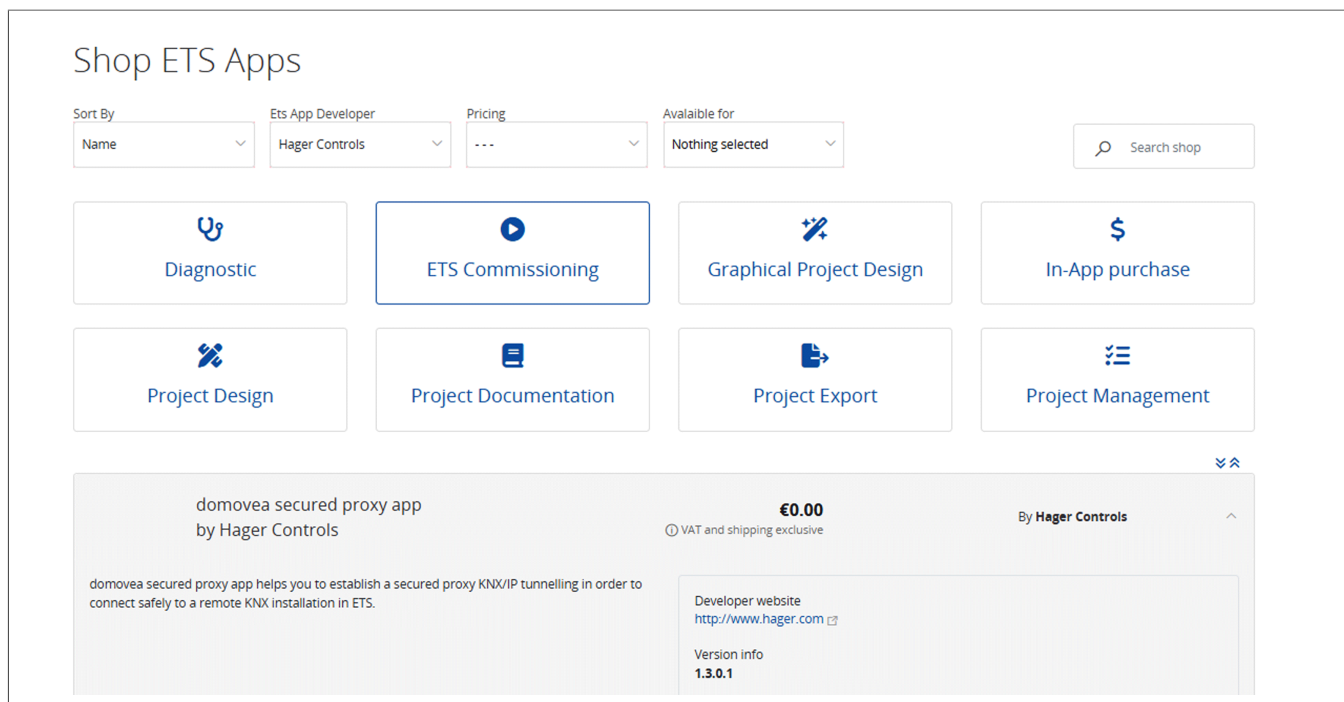 Shop ETS Apps
Sort By
Ets App Developer
Pricing
Avalaible for
Name
Hager Controls
- - -
Nothing selected
Search shop
Diagnostic
ETS Commissioning
Graphical Project Design
In-App purchase
Project Design
Project Documentation
Project Export
Project Management
domovea secured proxy app
by Hager Controls
€0.00
VAT and shipping exclusive
By Hager Controls
domovea secured proxy app helps you to establish a secured proxy KNX/IP tunnelling in order to
connect safely to a remote KNX installation in ETS.
Developer website
http://www.hager.com
Version info
1.3.0.1